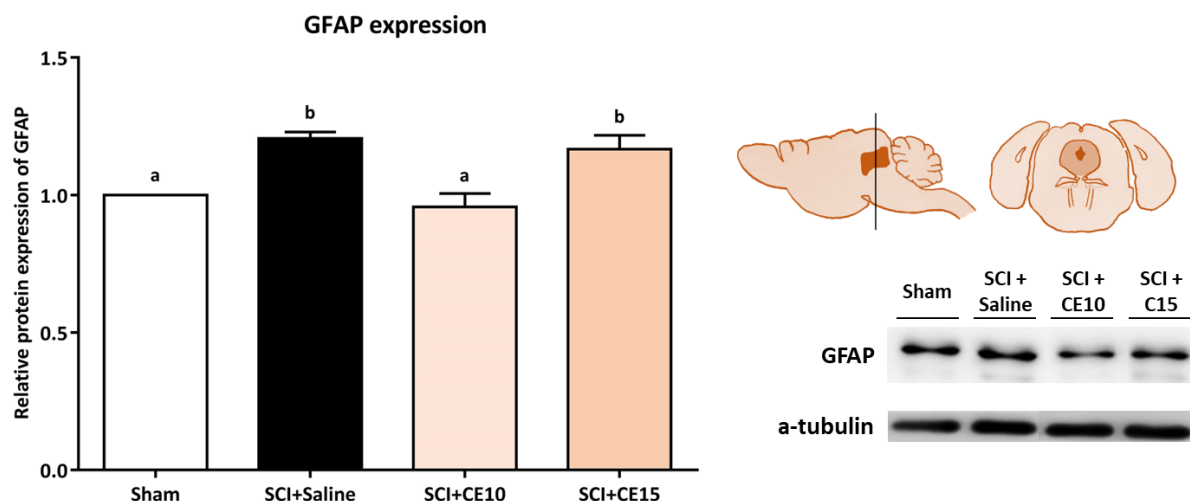 GFAP expression
Relative protein expression of GFAP
1.5
1.0
0.5
0.0
a
b
a
b
Sham
SCI+Saline
SCI+CE10
SCI+CE15
Sham
SCI +
Saline
SCI +
CE10
SCI +
C15
GFAP
a-tubulin